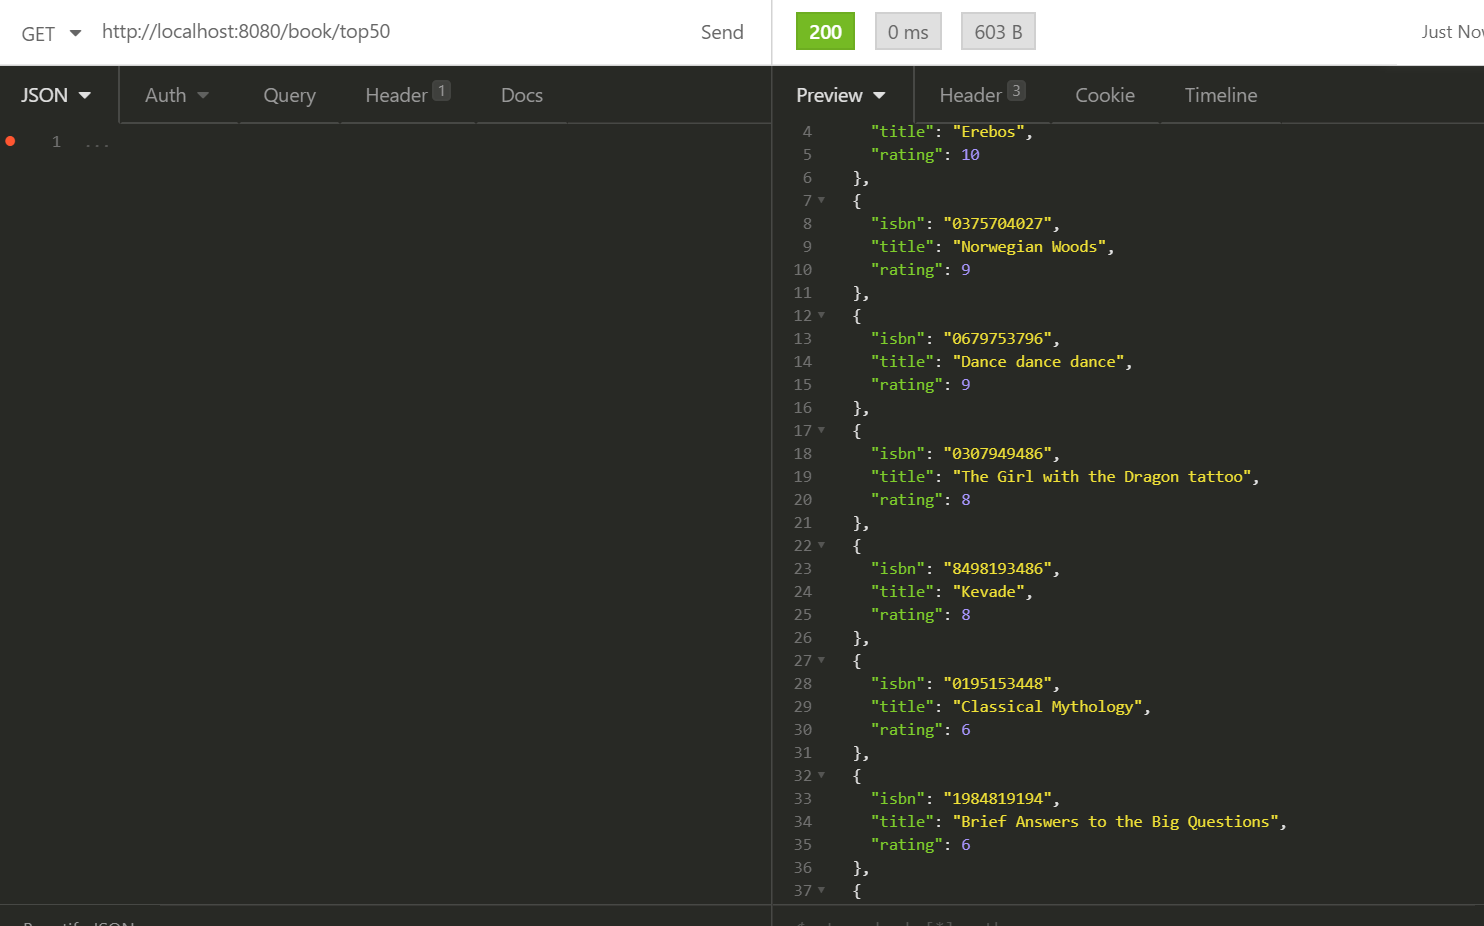 GET http://localhost:8080/book/top50 Send 200 0 ms 603 B Just Now
JSON Auth Query Header 1 Docs Preview Header 3 Cookie Timeline
1 ...
4 "title": "Erebos",
5 "rating": 10
6 },
7 {
8 "isbn": "0375704027",
9 "title": "Norwegian Woods",
10 "rating": 9
11 },
12 {
13 "isbn": "0679753796",
14 "title": "Dance dance dance",
15 "rating": 9
16 },
17 {
18 "isbn": "0307949486",
19 "title": "The Girl with the Dragon tattoo",
20 "rating": 8
21 },
22 {
23 "isbn": "8498193486",
24 "title": "Kevade",
25 "rating": 8
26 },
27 {
28 "isbn": "0195153448",
29 "title": "Classical Mythology",
30 "rating": 6
31 },
32 {
33 "isbn": "1984819194",
34 "title": "Brief Answers to the Big Questions",
35 "rating": 6
36 },
37 {